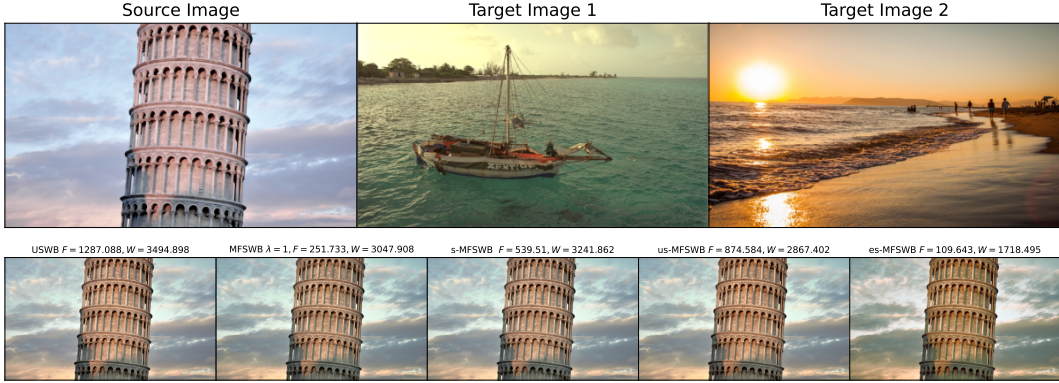 Source Image
Target Image 1
Target Image 2
USWB F = 1287.088, W = 3494.898
MFSWB λ = 1, F = 251.733, W = 3047.908
s-MFSWB F = 539.51, W = 3241.862
us-MFSWB F = 874.584, W = 2867.402
es-MFSWB F = 109.643, W = 1718.495